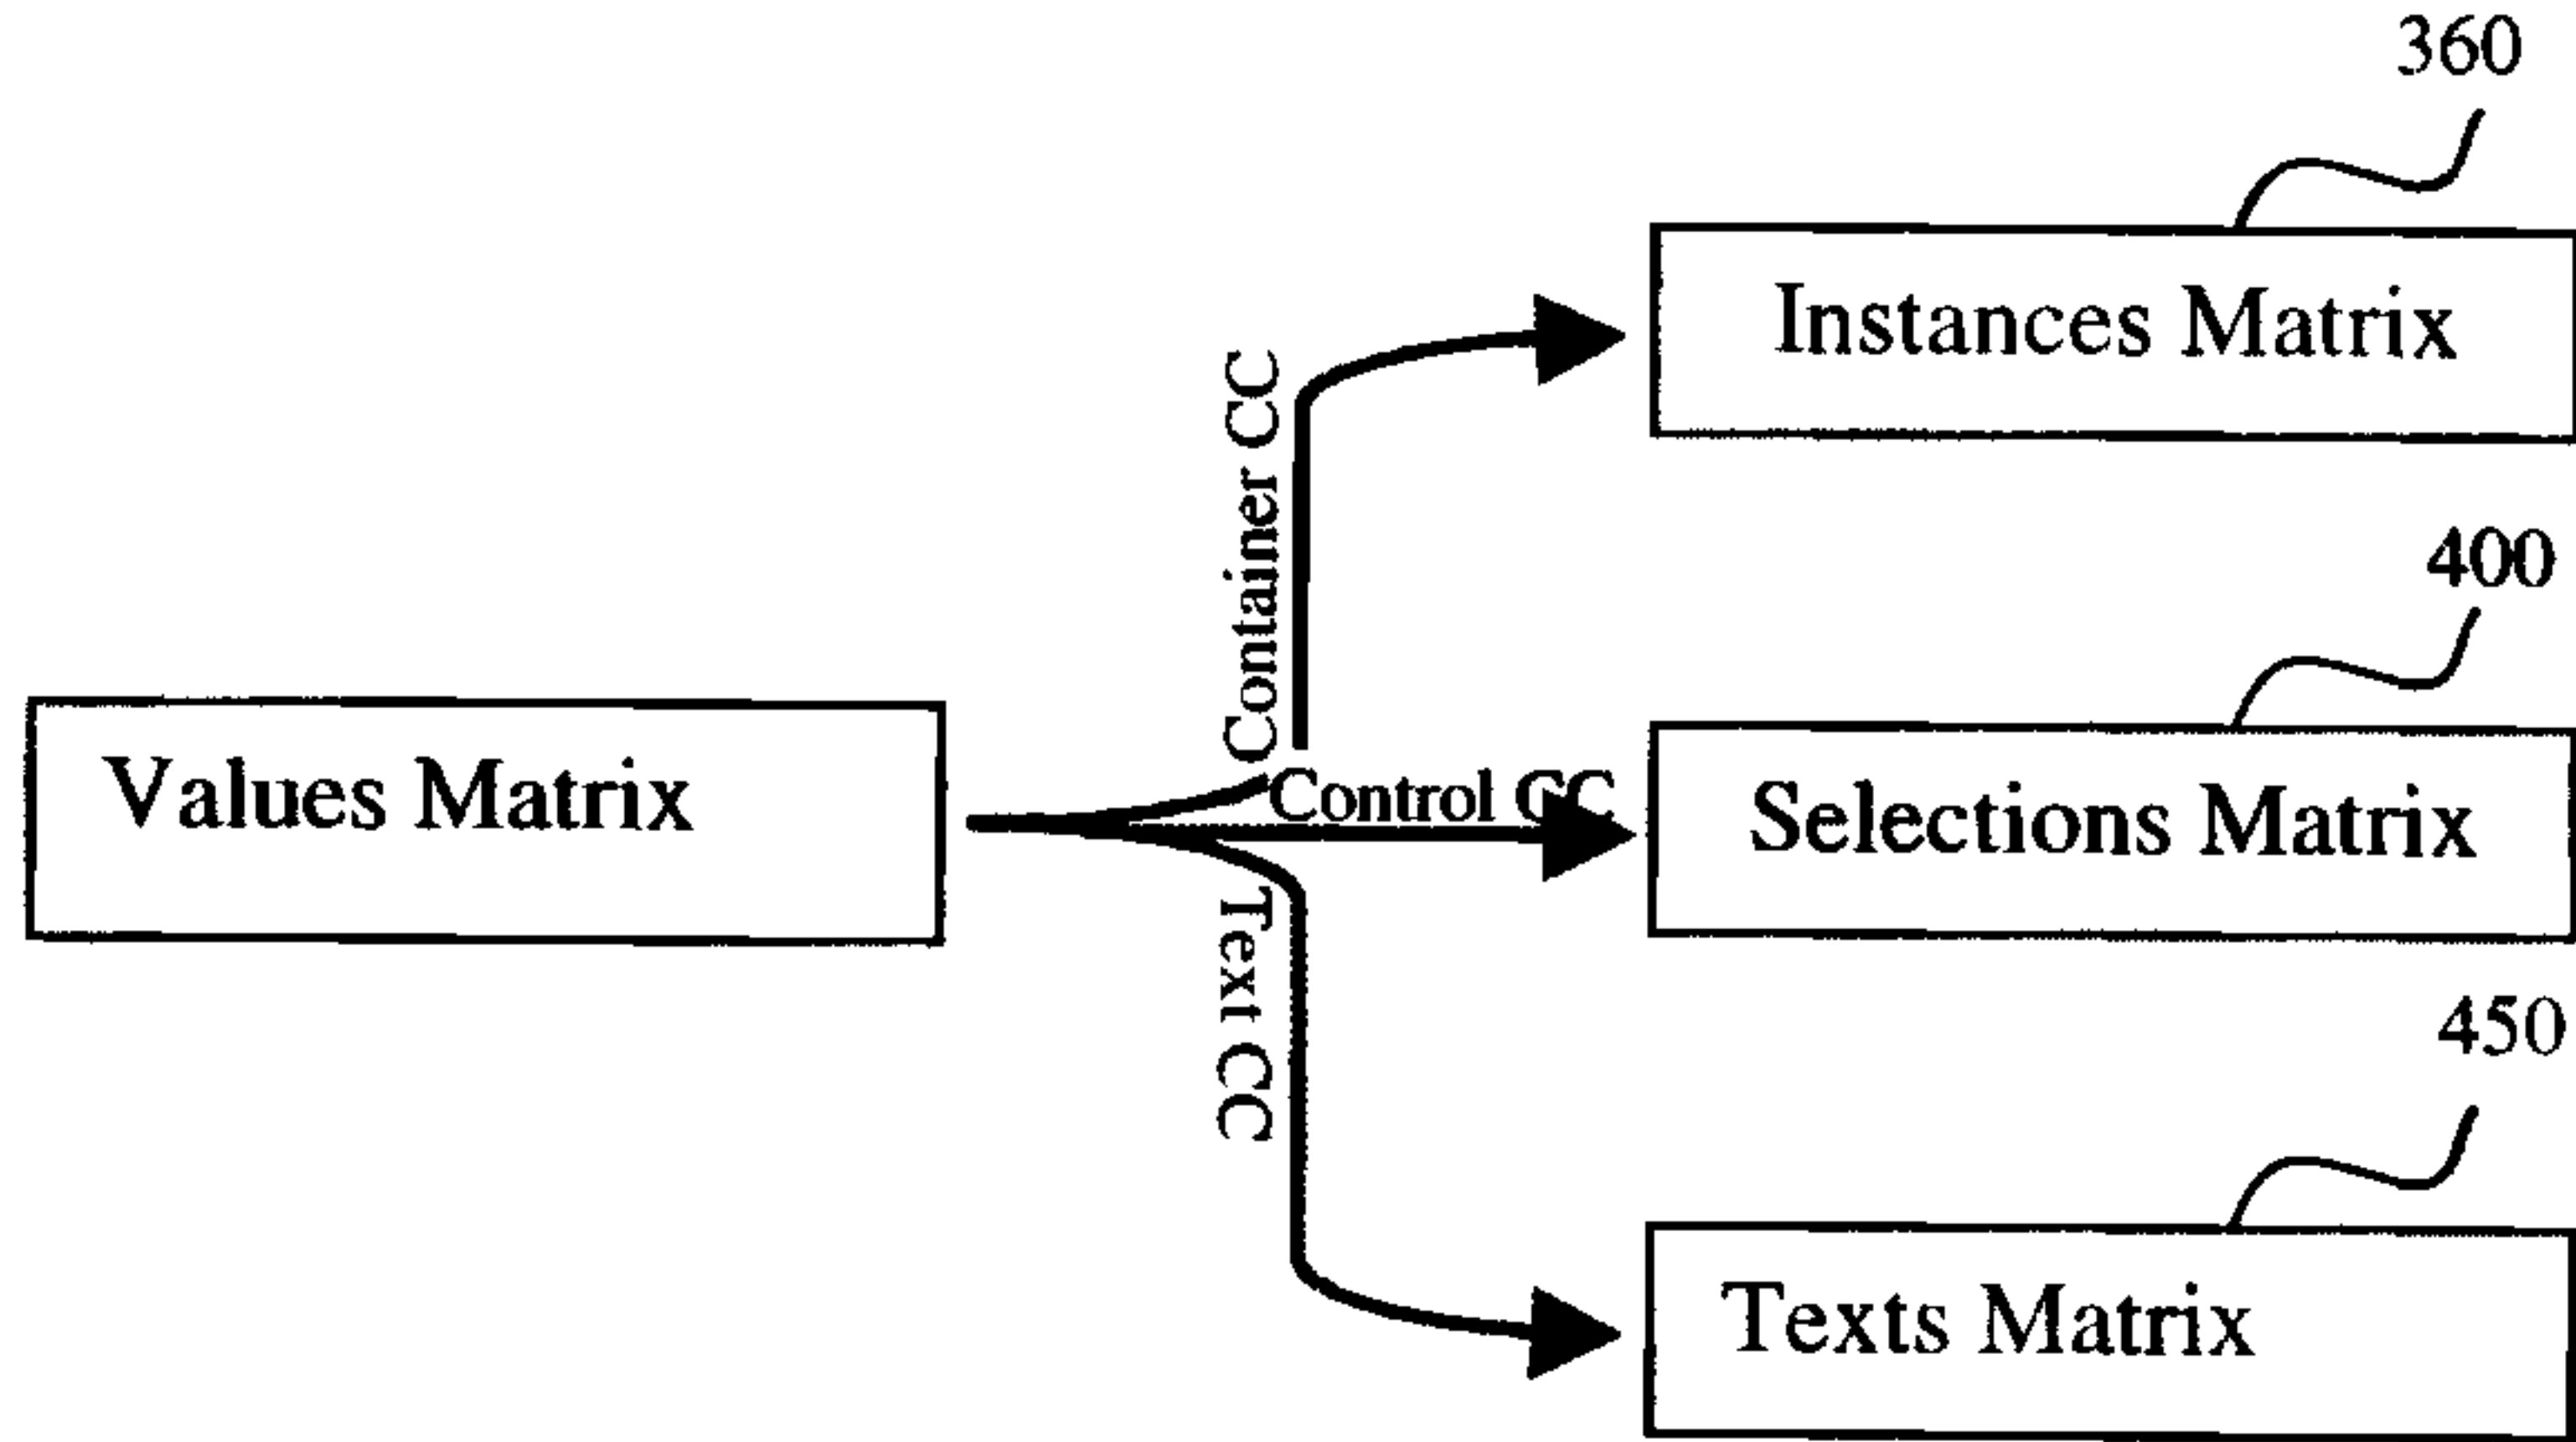 360
Instances Matrix
Container CC
400
Values Matrix
Control CC
Selections Matrix
Text CC
450
Texts Matrix